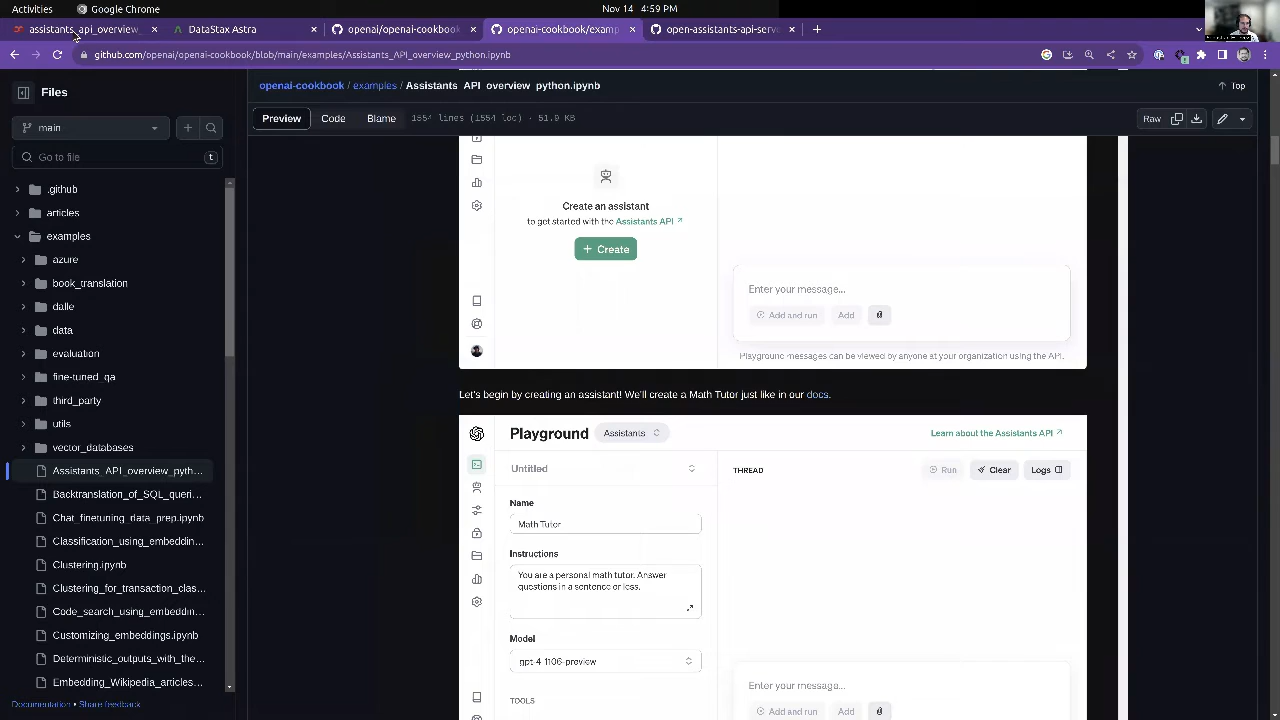 Activities
Google Chrome
Nov 14 4:59 PM
assistants_api_overview_
DataStax Astra
openai/openai-cookbook
openai-cookbook/examp
open-assistants-api-serve
github.com/openai/openai-cookbook/blob/main/examples/Assistants_API_overview_python.ipynb
Files
openai-cookbook / examples / Assistants_API_overview_python.ipynb
Top
main
Preview
Code
Blame
1554 lines (1554 loc) · 51.9 KB
Raw
Go to file
t
.github
articles
examples
azure
book_translation
dalle
data
evaluation
fine-tuned_qa
third_party
utils
vector_databases
Assistants_API_overview_pyth...
Backtranslation_of_SQL_queri...
Chat_finetuning_data_prep.ipynb
Classification_using_embeddin...
Clustering.ipynb
Clustering_for_transaction_clas...
Code_search_using_embeddin...
Customizing_embeddings.ipynb
Deterministic_outputs_with_the...
Embedding_Wikipedia_articles...
Documentation • Share feedback
Create an assistant
to get started with the Assistants API
+ Create
Enter your message...
Add and run
Add
Playground messages can be viewed by anyone at your organization using the API.
Let's begin by creating an assistant! We'll create a Math Tutor just like in our docs.
Playground
Assistants
Learn about the Assistants API
Untitled
THREAD
Run
Clear
Logs
Name
Math Tutor
Instructions
You are a personal math tutor. Answer
questions in a sentence or less.
Model
gpt-4-1106-preview
TOOLS
Enter your message...
Add and run
Add